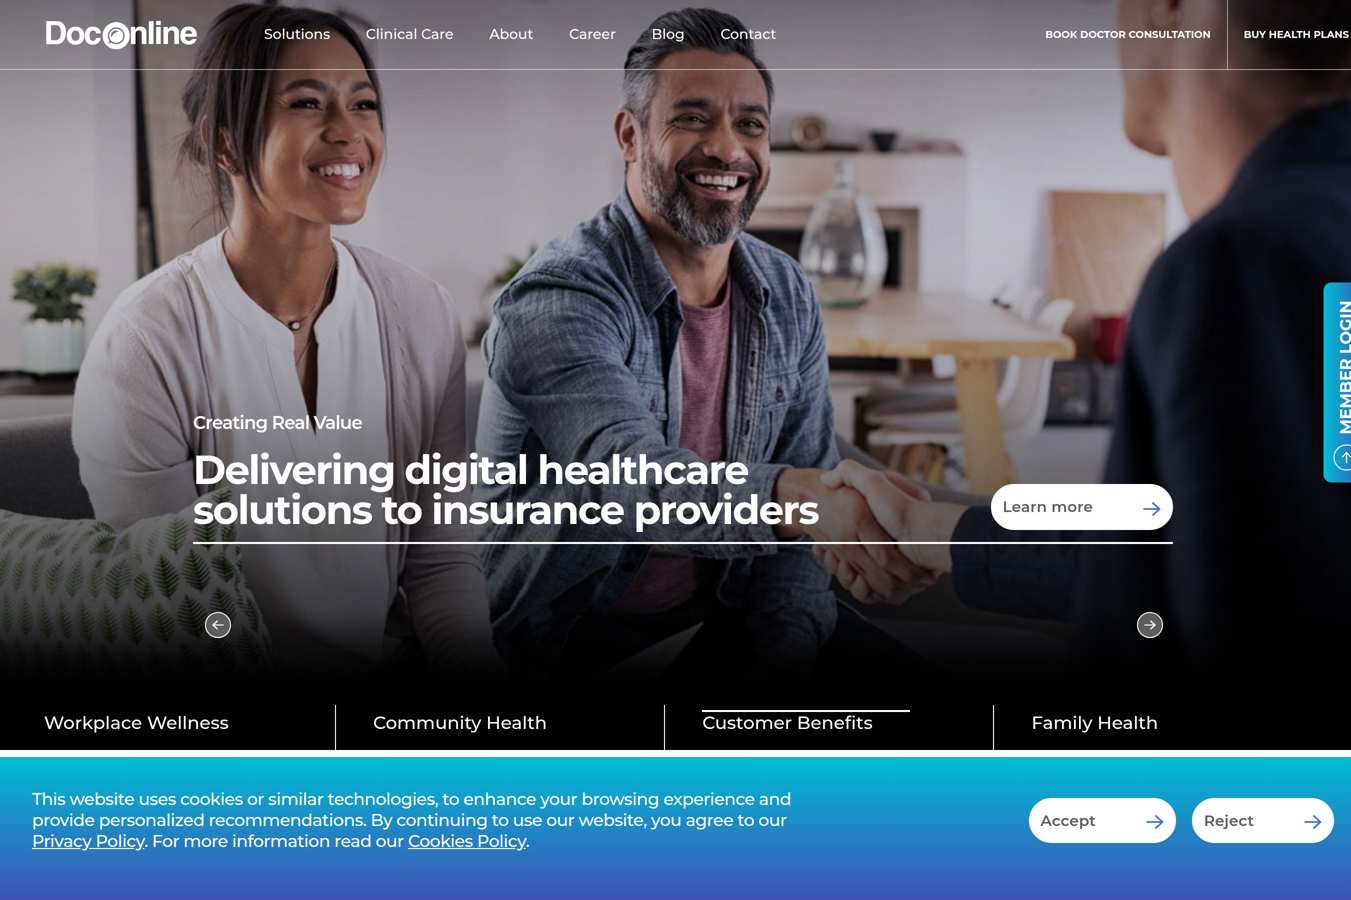 DocOnline
Solutions
Clinical Care
About
Career
Blog
Contact
BOOK DOCTOR CONSULTATION
BUY HEALTH PLANS
MEMBER LOGIN
Creating Real Value
Delivering digital healthcare
solutions to insurance providers
Learn more
Workplace Wellness
Community Health
Customer Benefits
Family Health
This website uses cookies or similar technologies, to enhance your browsing experience and
provide personalized recommendations. By continuing to use our website, you agree to our
Privacy Policy. For more information read our Cookies Policy.
Accept
Reject